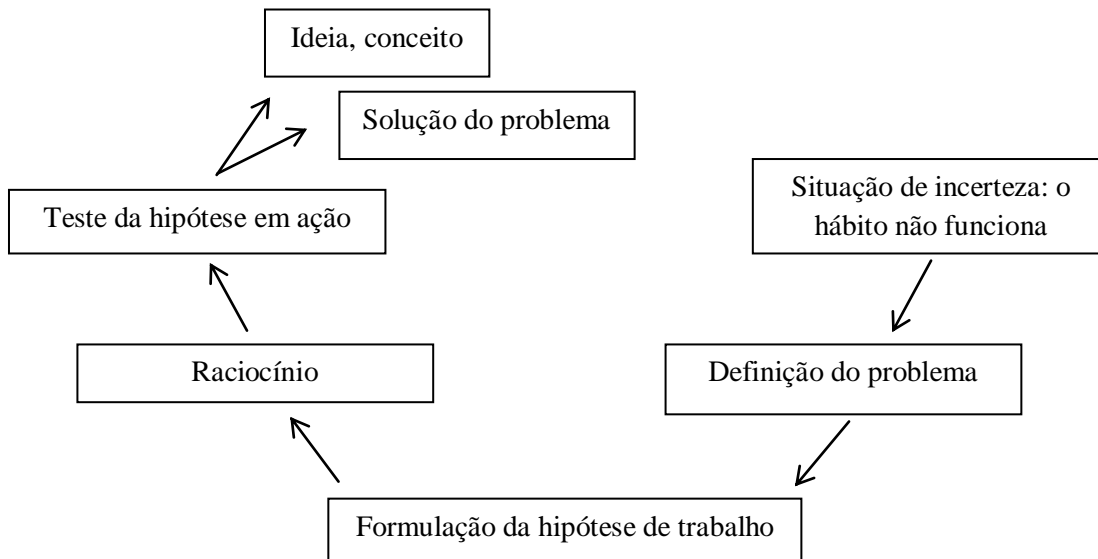 Ideia, conceito
Solução do problema
Situação de incerteza: o
hábito não funciona
Teste da hipótese em ação
Raciocínio
Definição do problema
Formulação da hipótese de trabalho